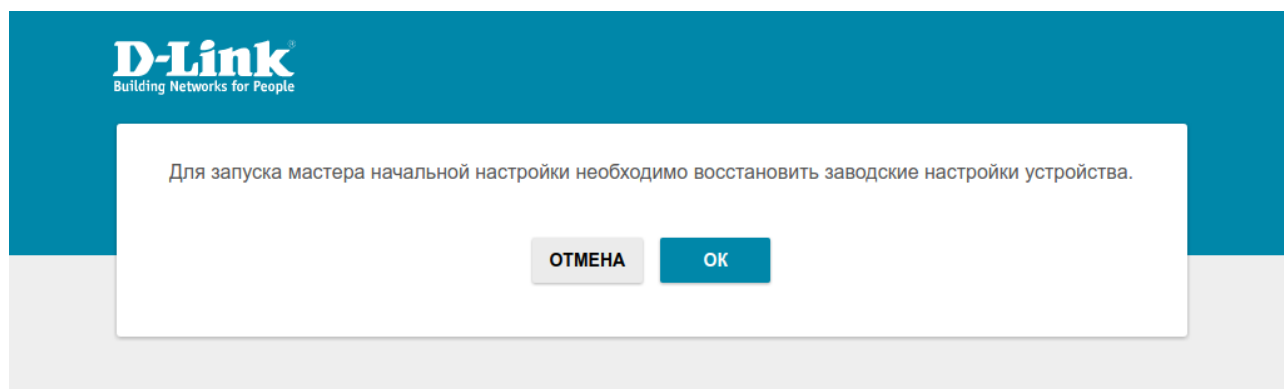 D-Link
Building Networks for People
Для запуска мастера начальной настройки необходимо восстановить заводские настройки устройства.
ОТМЕНА ОК